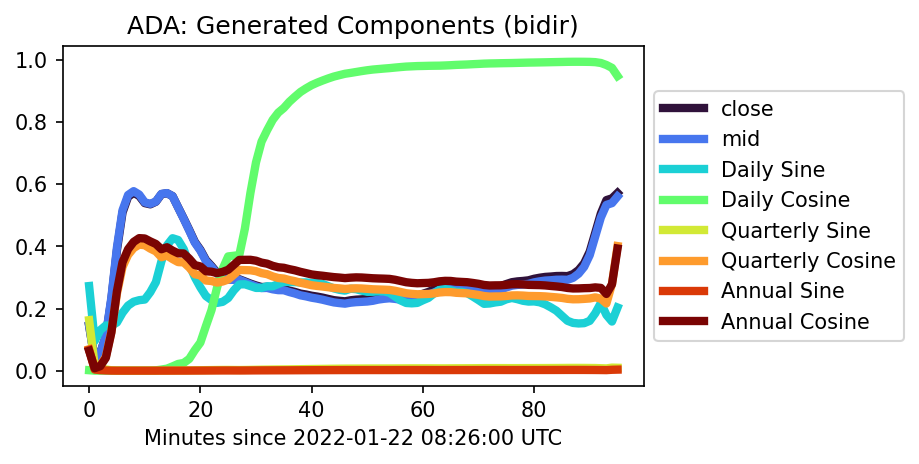 ADA: Generated Components (bidir)
1.0
0.8
0.6
0.4
0.2
0.0
0 20 40 60 80
Minutes since 2022-01-22 08:26:00 UTC
close
mid
Daily Sine
Daily Cosine
Quarterly Sine
Quarterly Cosine
Annual Sine
Annual Cosine